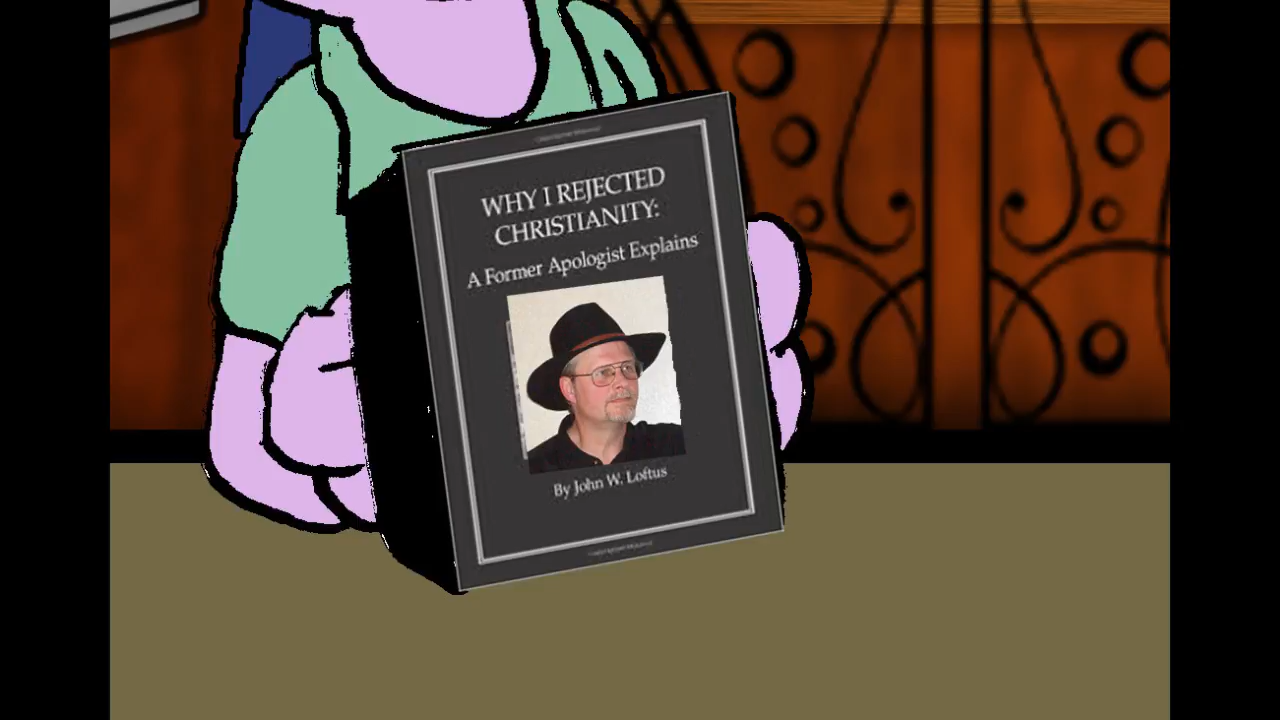 WHY I REJECTED
CHRISTIANITY:
A Former Apologist Explains
By John W. Loftus